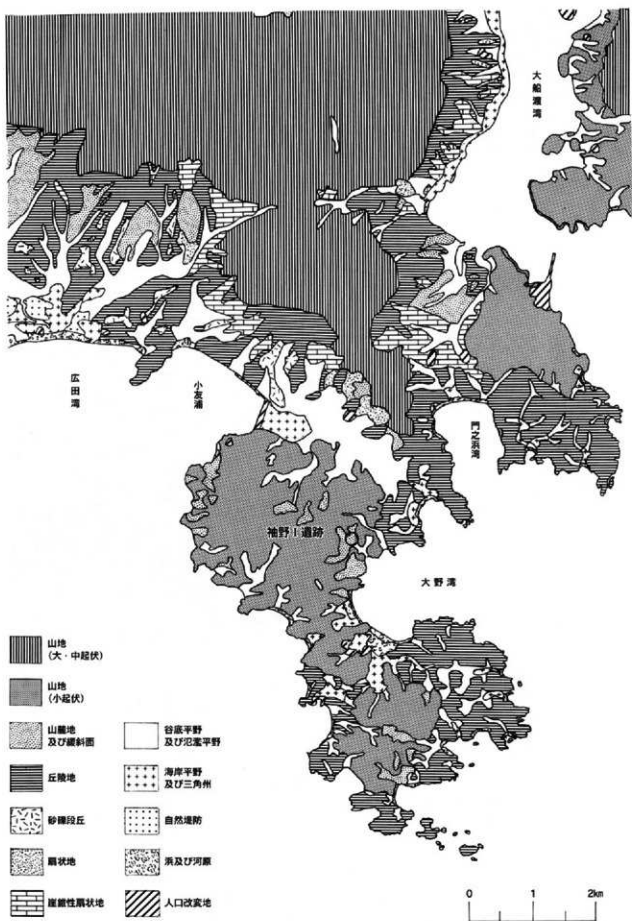 大船渡湾
広田湾
小友浦
門之浜湾
袖野Ⅰ遺跡
大野湾
山地
(大・中起伏)
山地
(小起伏)
山麓地
及び緩斜面
丘陵地
砂礫段丘
扇状地
崖錐性扇状地
谷底平野
及び氾濫平野
海岸平野
及び三角州
自然堤防
浜及び河原
人口改変地
0 1 2km